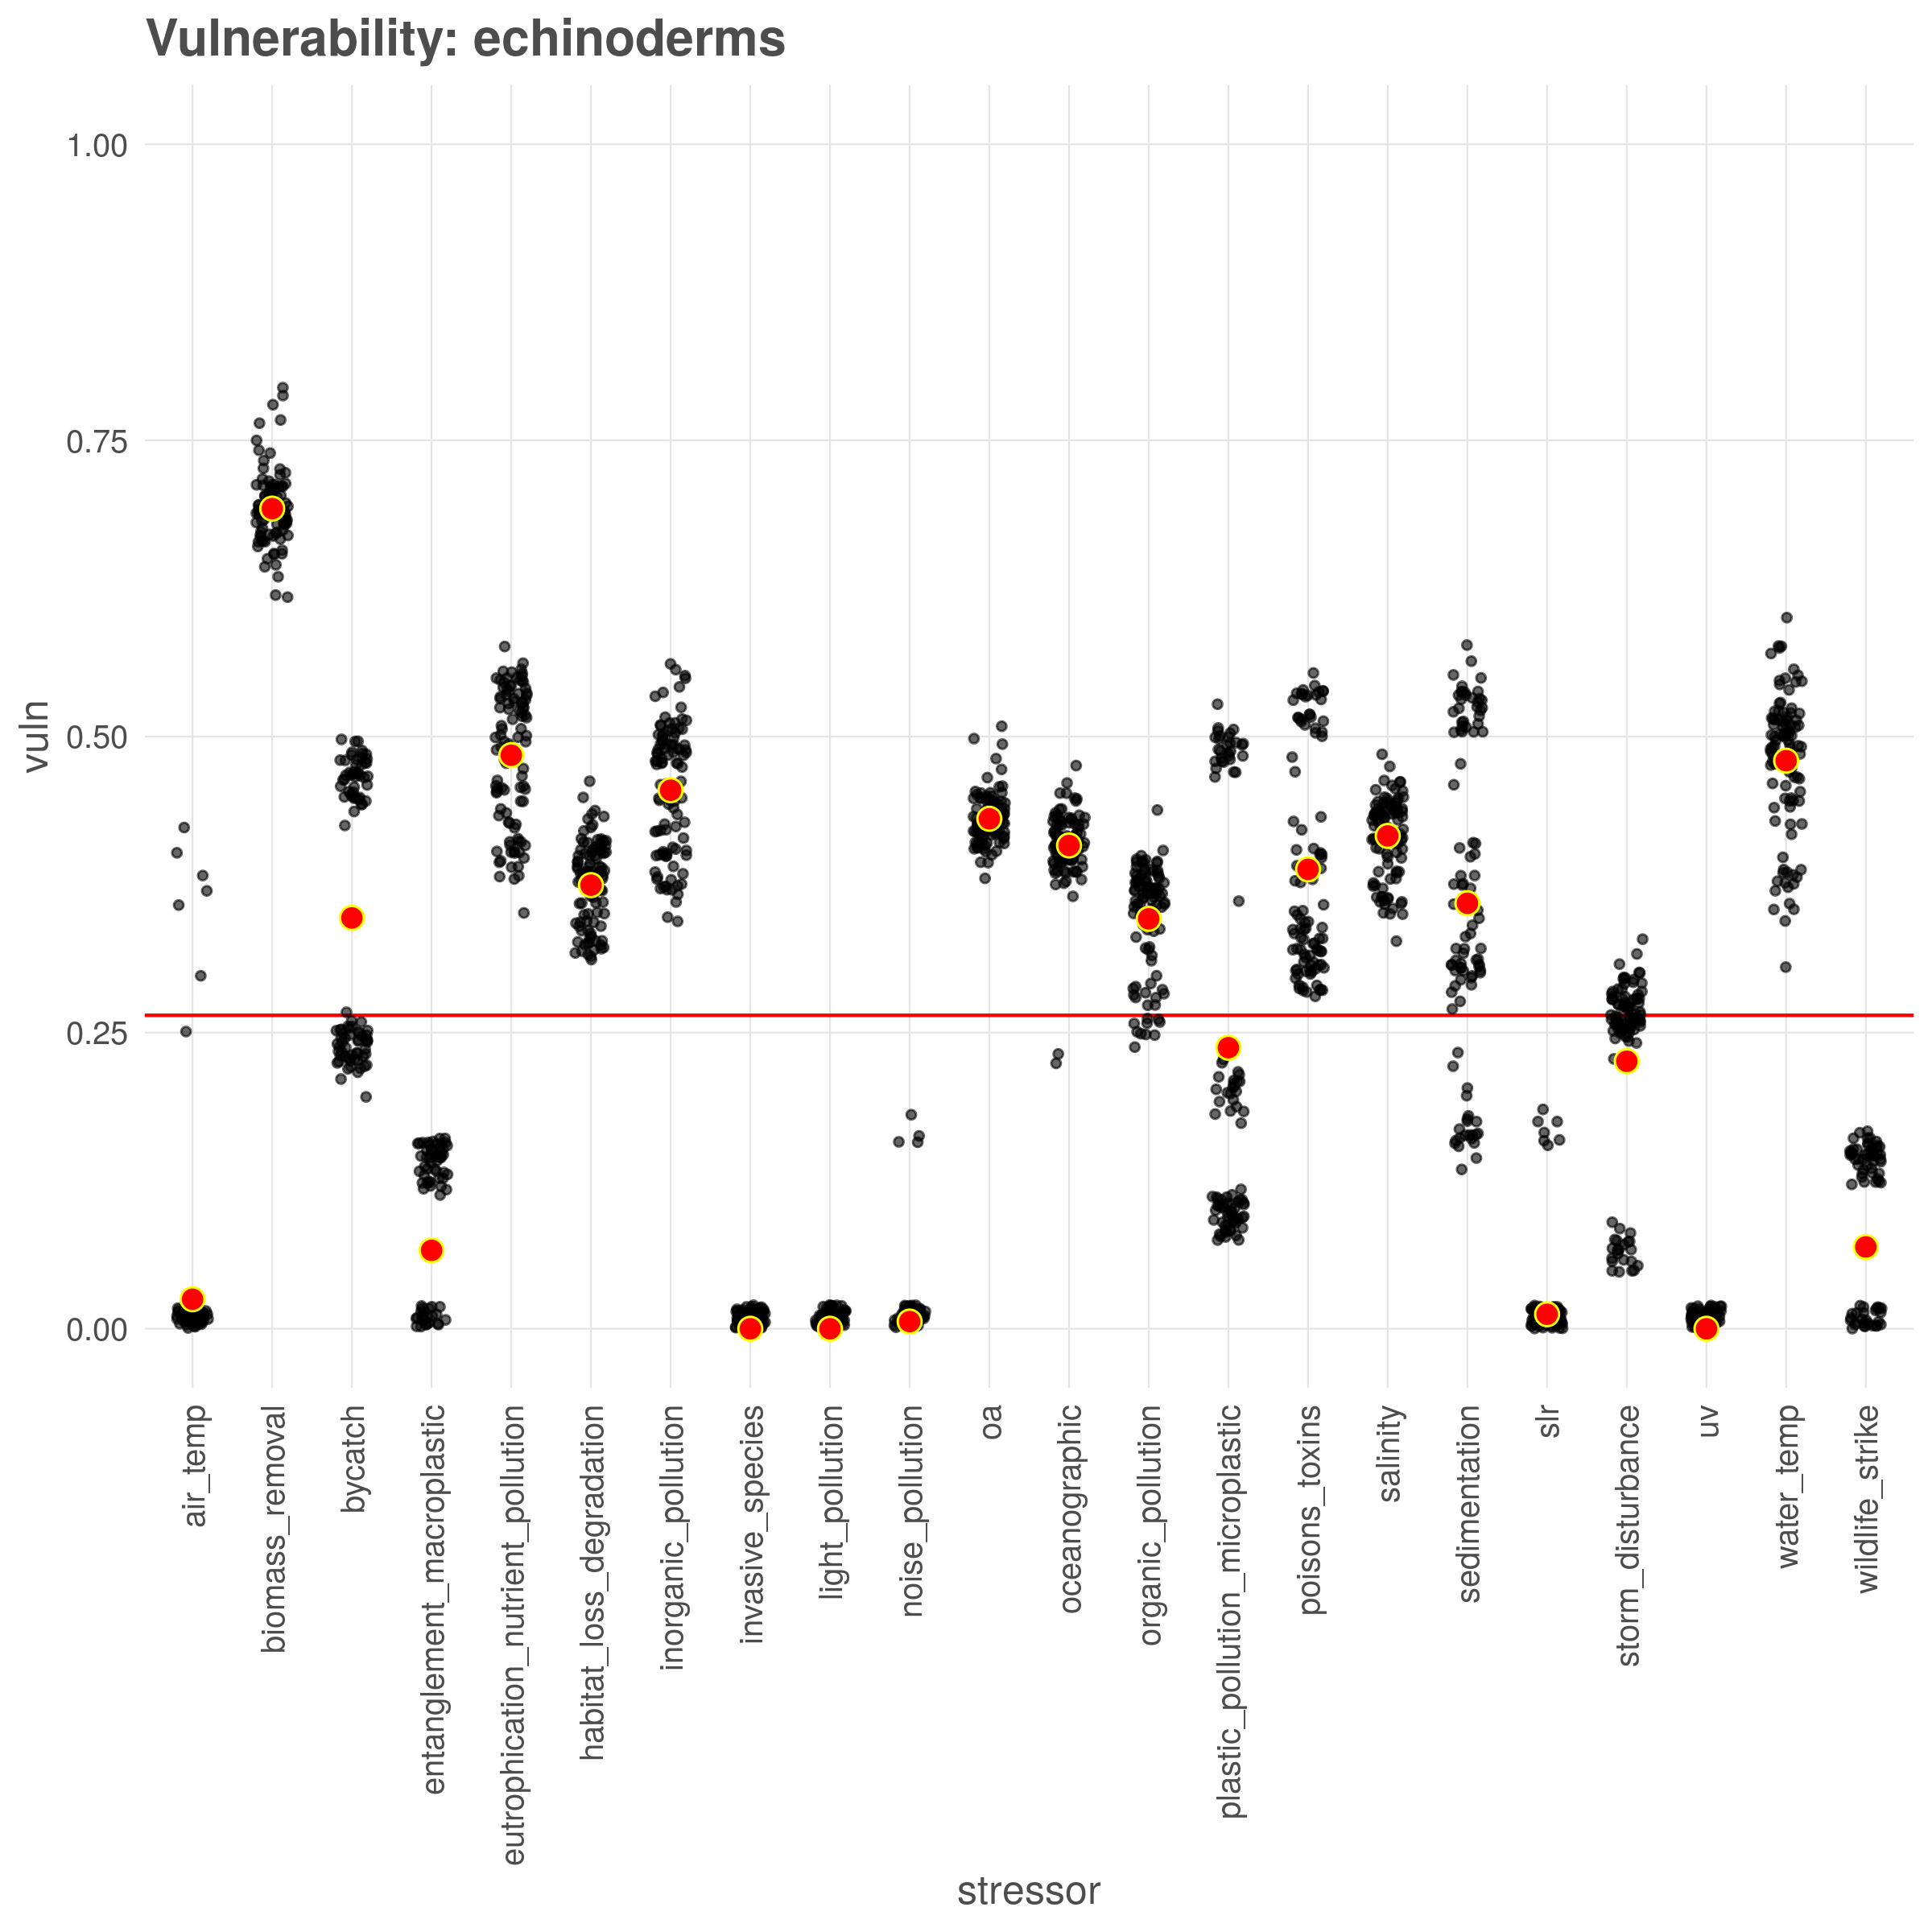 Vulnerability: echinoderms
1.00
0.75
0.50
0.25
0.00
vuln
air_temp
biomass_removal
bycatch
entanglement_macroplastic
eutrophication_nutrient_pollution
habitat_loss_degradation
inorganic_pollution
invasive_species
light_pollution
noise_pollution
oa
oceanographic
organic_pollution
plastic_pollution_microplastic
poisons_toxins
salinity
sedimentation
slr
storm_disturbance
uv
water_temp
wildlife_strike
stressor